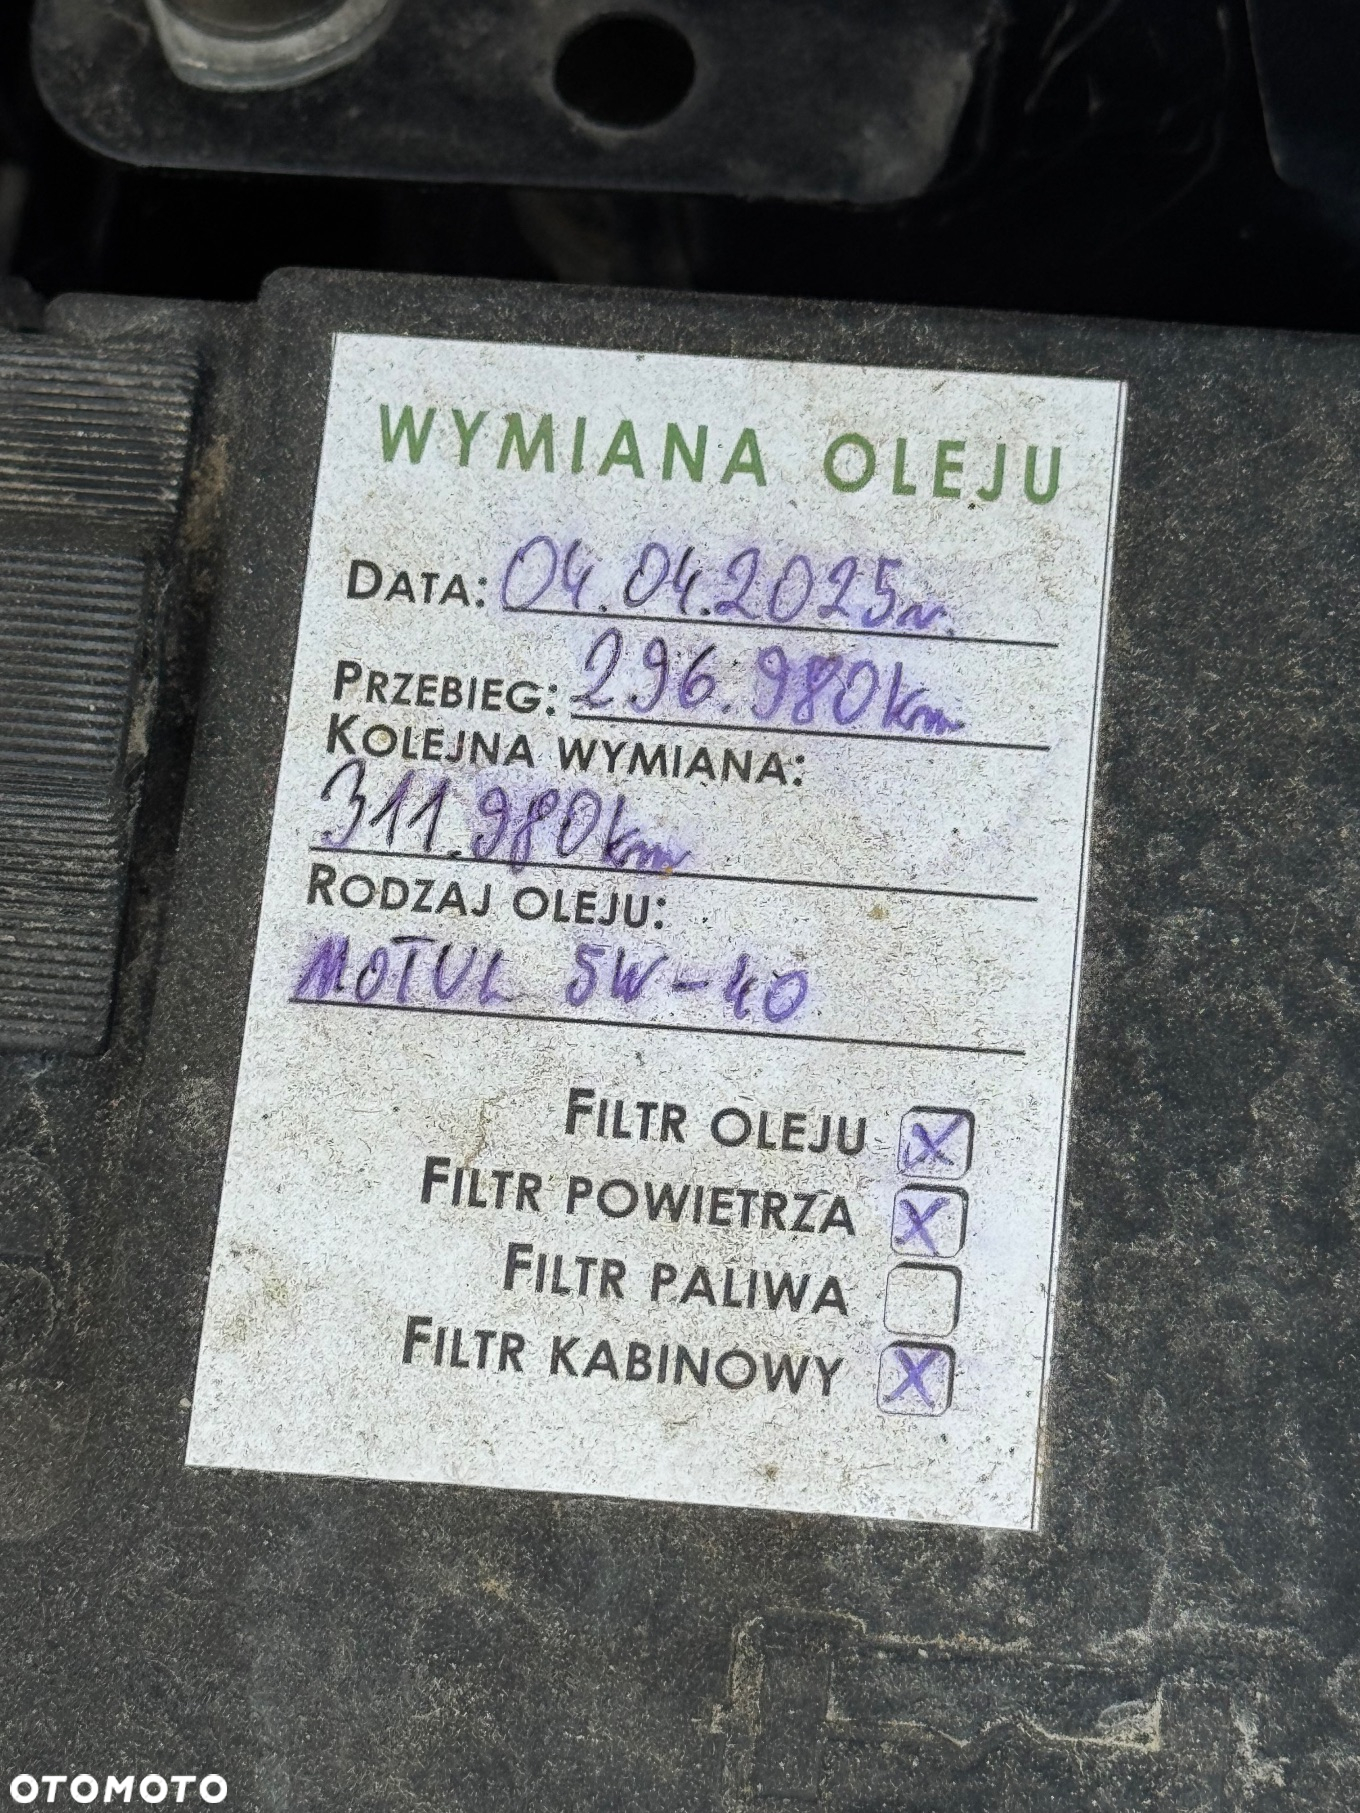 WYMIANA OLEJU
DATA: 04.04.2025r.
PRZEBIEG: 296.980km
KOLEJNA WYMIANA:
311.980km
RODZAJ OLEJU:
MOTUL 5W-40
FILTR OLEJU X
FILTR POWIETRZA X
FILTR PALIWA
FILTR KABINOWY X
OTOMOTO